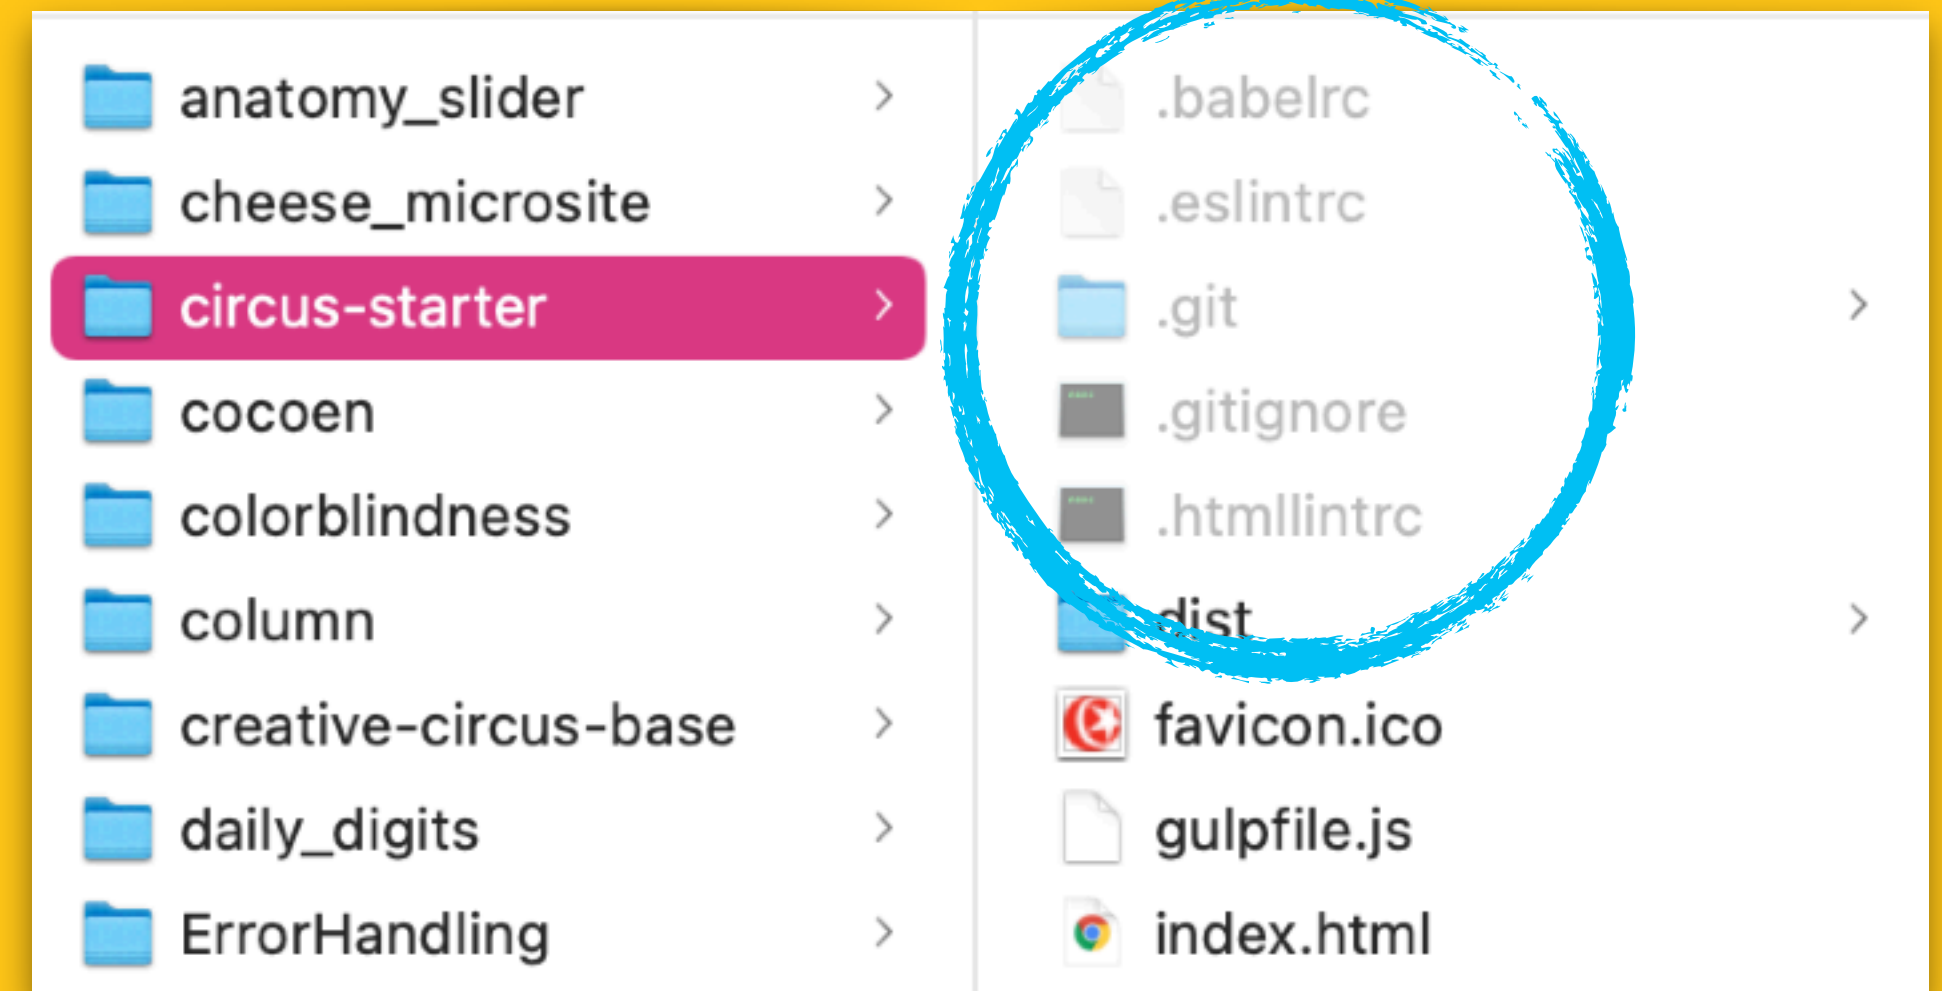 anatomy_slider
cheese_microsite
circus-starter
cocoen
colorblindness
column
creative-circus-base
daily_digits
ErrorHandling
.babelrc
.eslintrc
.git
.gitignore
.htmllintrc
dist
favicon.ico
gulpfile.js
index.html